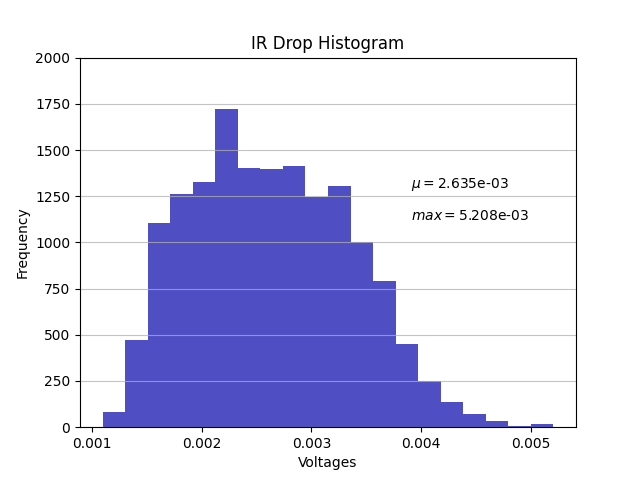 IR Drop Histogram
2000
1750
1500
1250
1000
750
500
250
0
Frequency
μ = 2.635e-03
max = 5.208e-03
0.001 0.002 0.003 0.004 0.005
Voltages